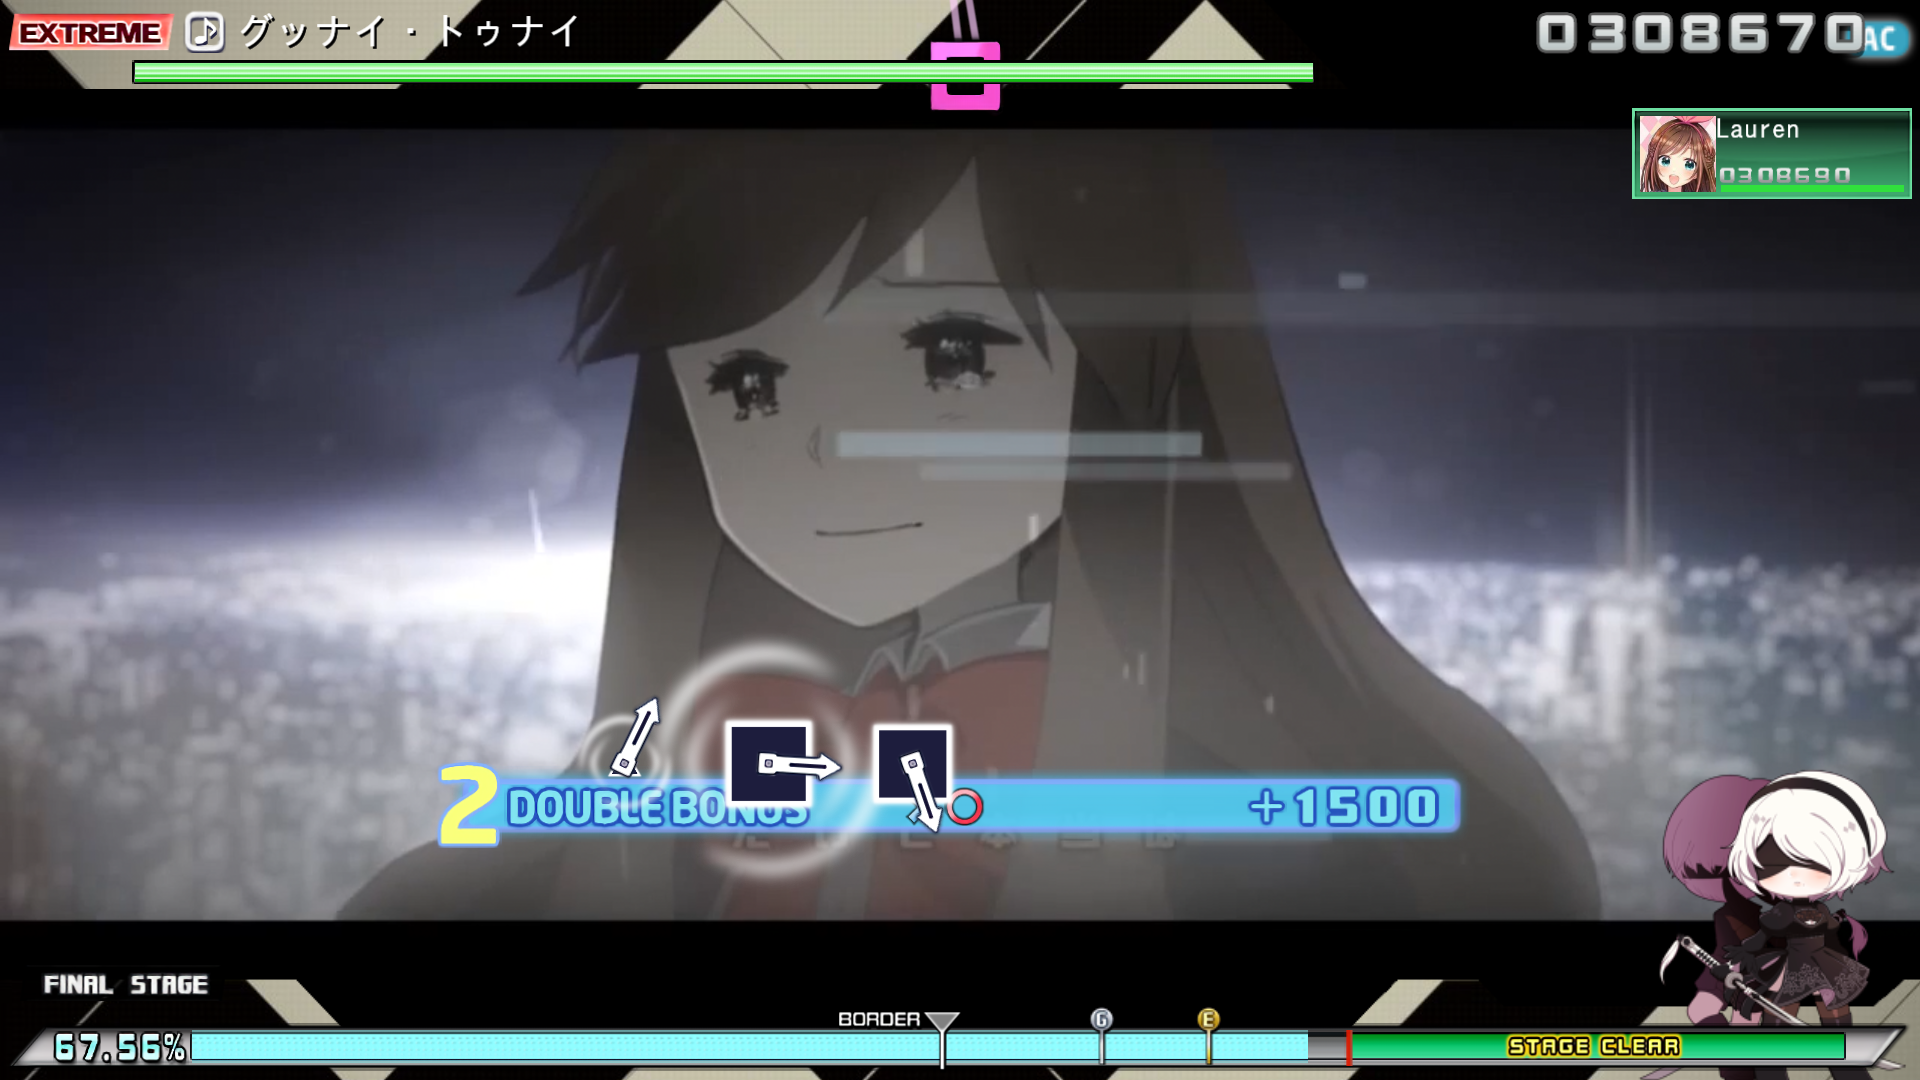 EXTREME グッナイ・トゥナイ
0308670 AC
Lauren
0308690
2 DOUBLE BONUS +1500
FINAL STAGE
BORDER G E
67.56% STAGE CLEAR